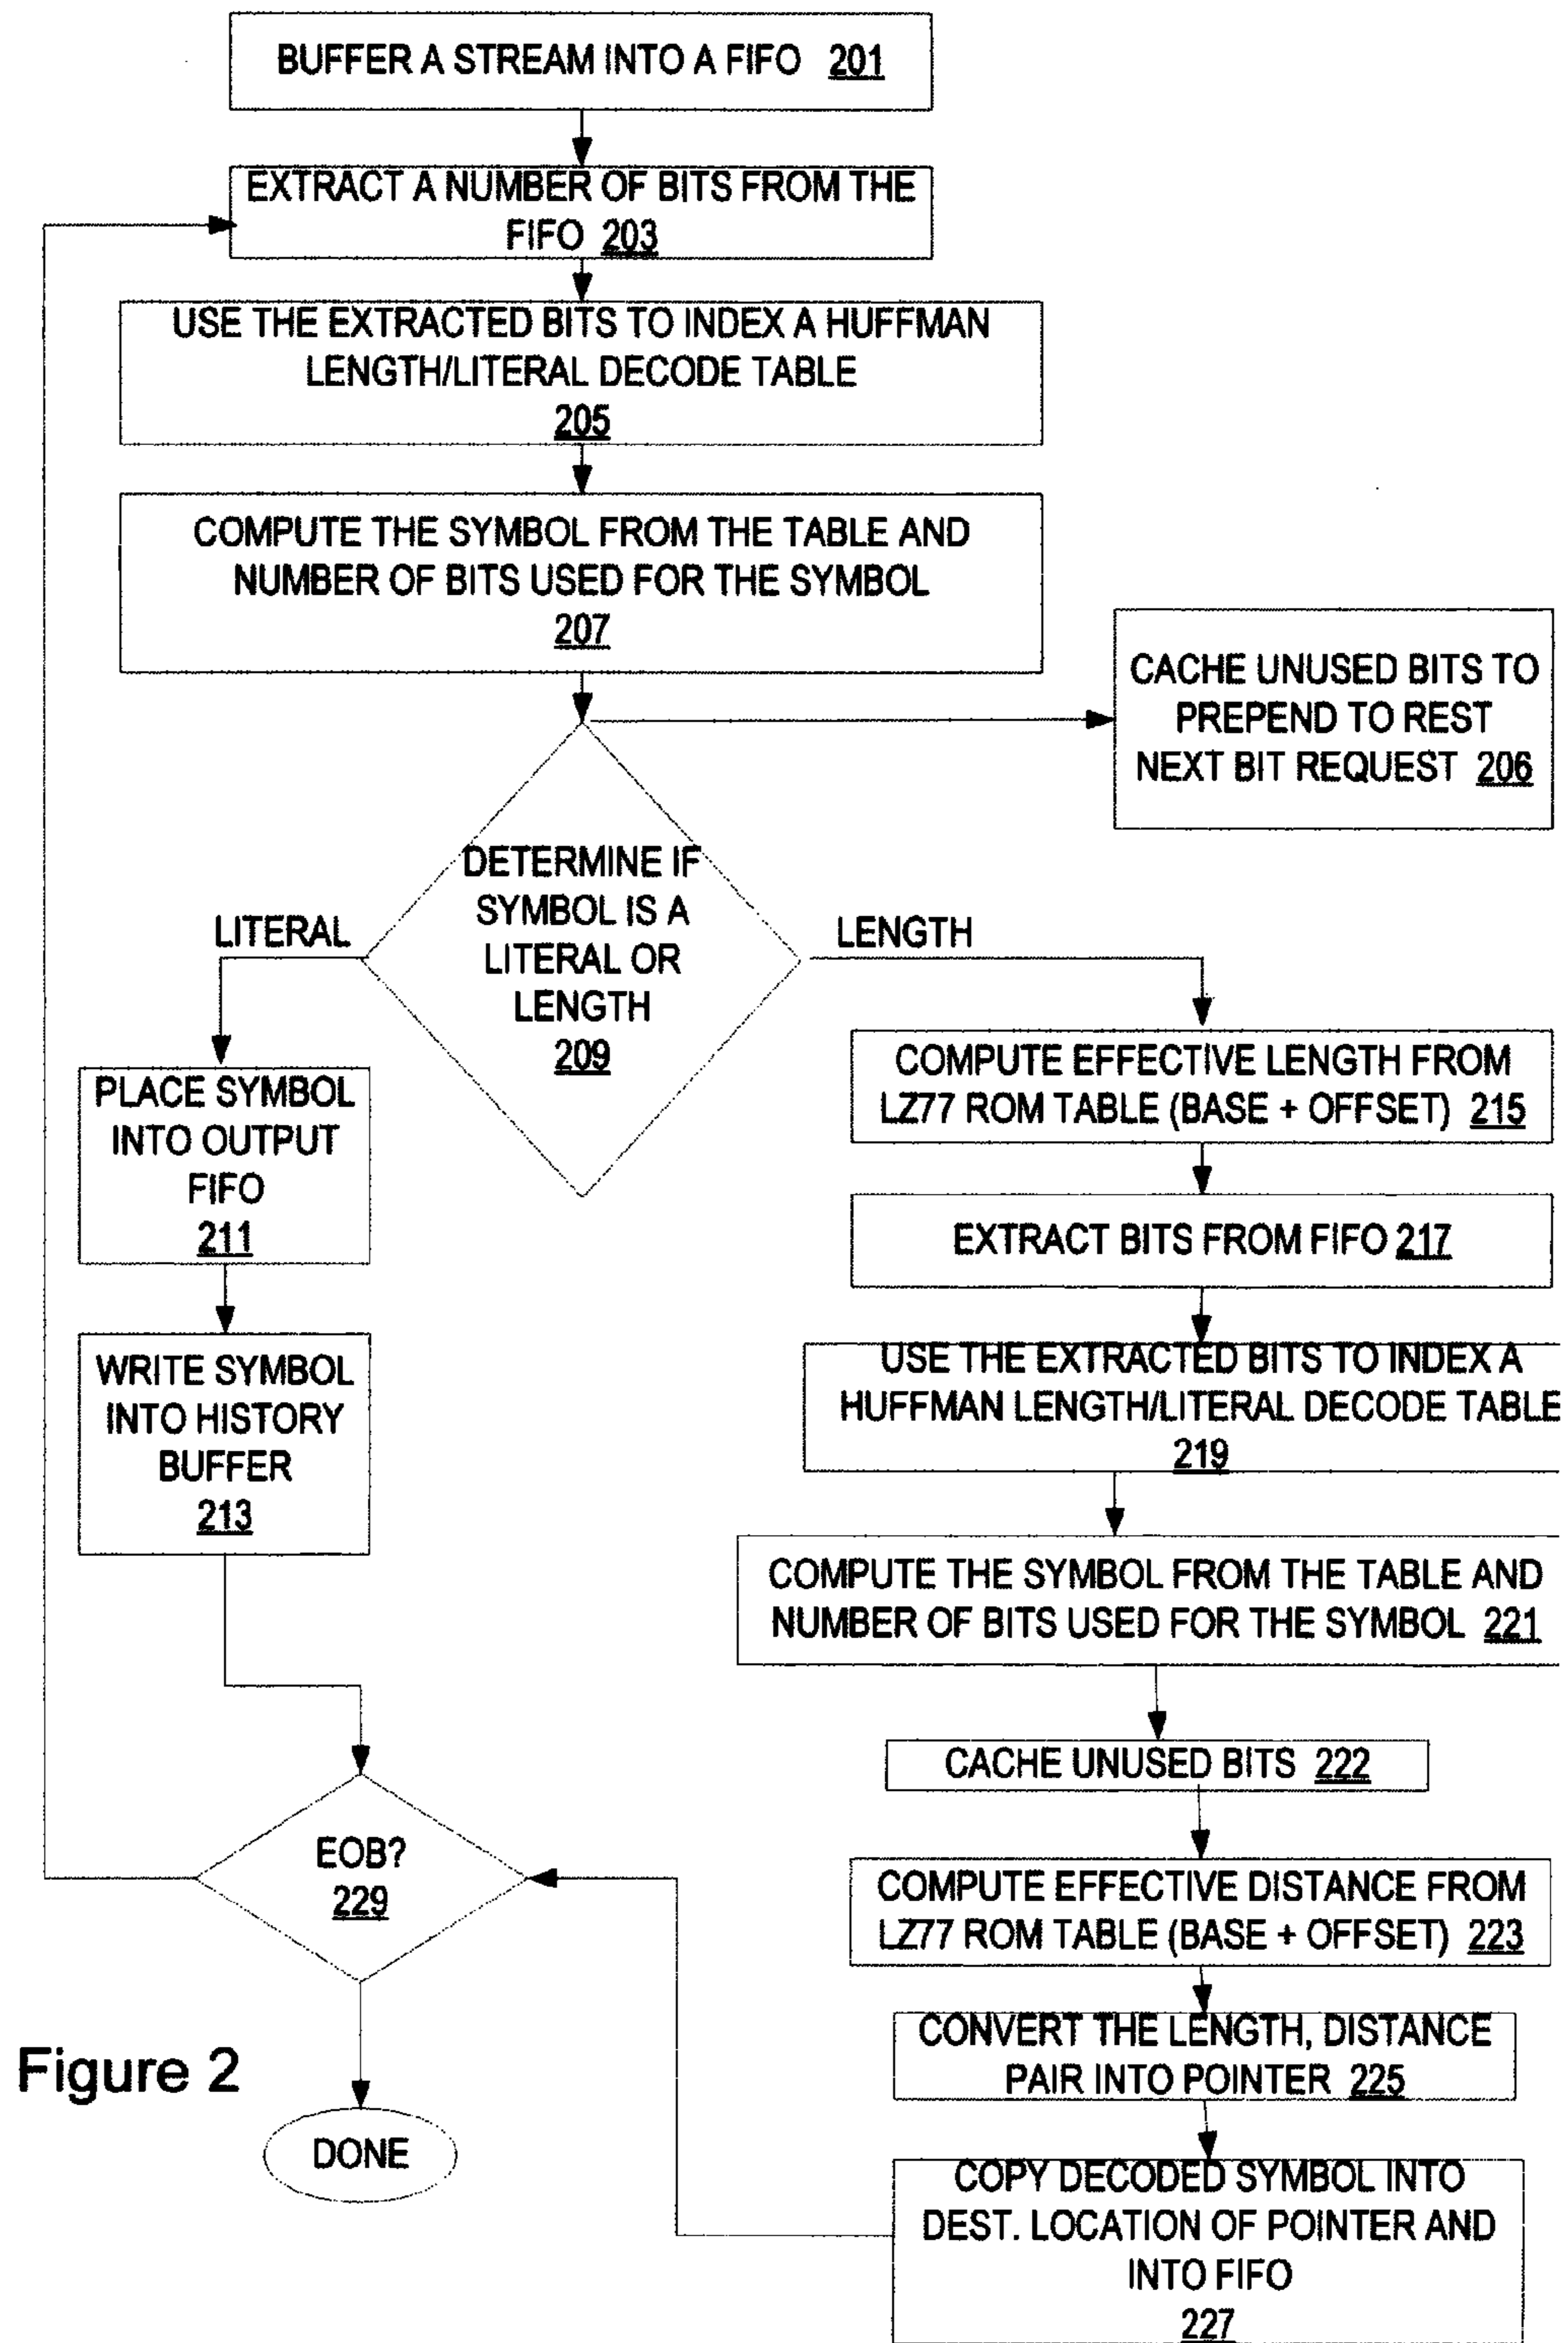 BUFFER A STREAM INTO A FIFO 201
EXTRACT A NUMBER OF BITS FROM THE
FIFO 203
USE THE EXTRACTED BITS TO INDEX A HUFFMAN
LENGTH/LITERAL DECODE TABLE
205
COMPUTE THE SYMBOL FROM THE TABLE AND
NUMBER OF BITS USED FOR THE SYMBOL
207
CACHE UNUSED BITS TO
PREPEND TO REST
NEXT BIT REQUEST 206
DETERMINE IF
SYMBOL IS A
LITERAL OR
LENGTH
209
LITERAL
LENGTH
PLACE SYMBOL
INTO OUTPUT
FIFO
211
WRITE SYMBOL
INTO HISTORY
BUFFER
213
COMPUTE EFFECTIVE LENGTH FROM
LZ77 ROM TABLE (BASE + OFFSET) 215
EXTRACT BITS FROM FIFO 217
USE THE EXTRACTED BITS TO INDEX A
HUFFMAN LENGTH/LITERAL DECODE TABLE
219
COMPUTE THE SYMBOL FROM THE TABLE AND
NUMBER OF BITS USED FOR THE SYMBOL 221
CACHE UNUSED BITS 222
COMPUTE EFFECTIVE DISTANCE FROM
LZ77 ROM TABLE (BASE + OFFSET) 223
CONVERT THE LENGTH, DISTANCE
PAIR INTO POINTER 225
COPY DECODED SYMBOL INTO
DEST. LOCATION OF POINTER AND
INTO FIFO
227
EOB?
229
DONE
Figure 2